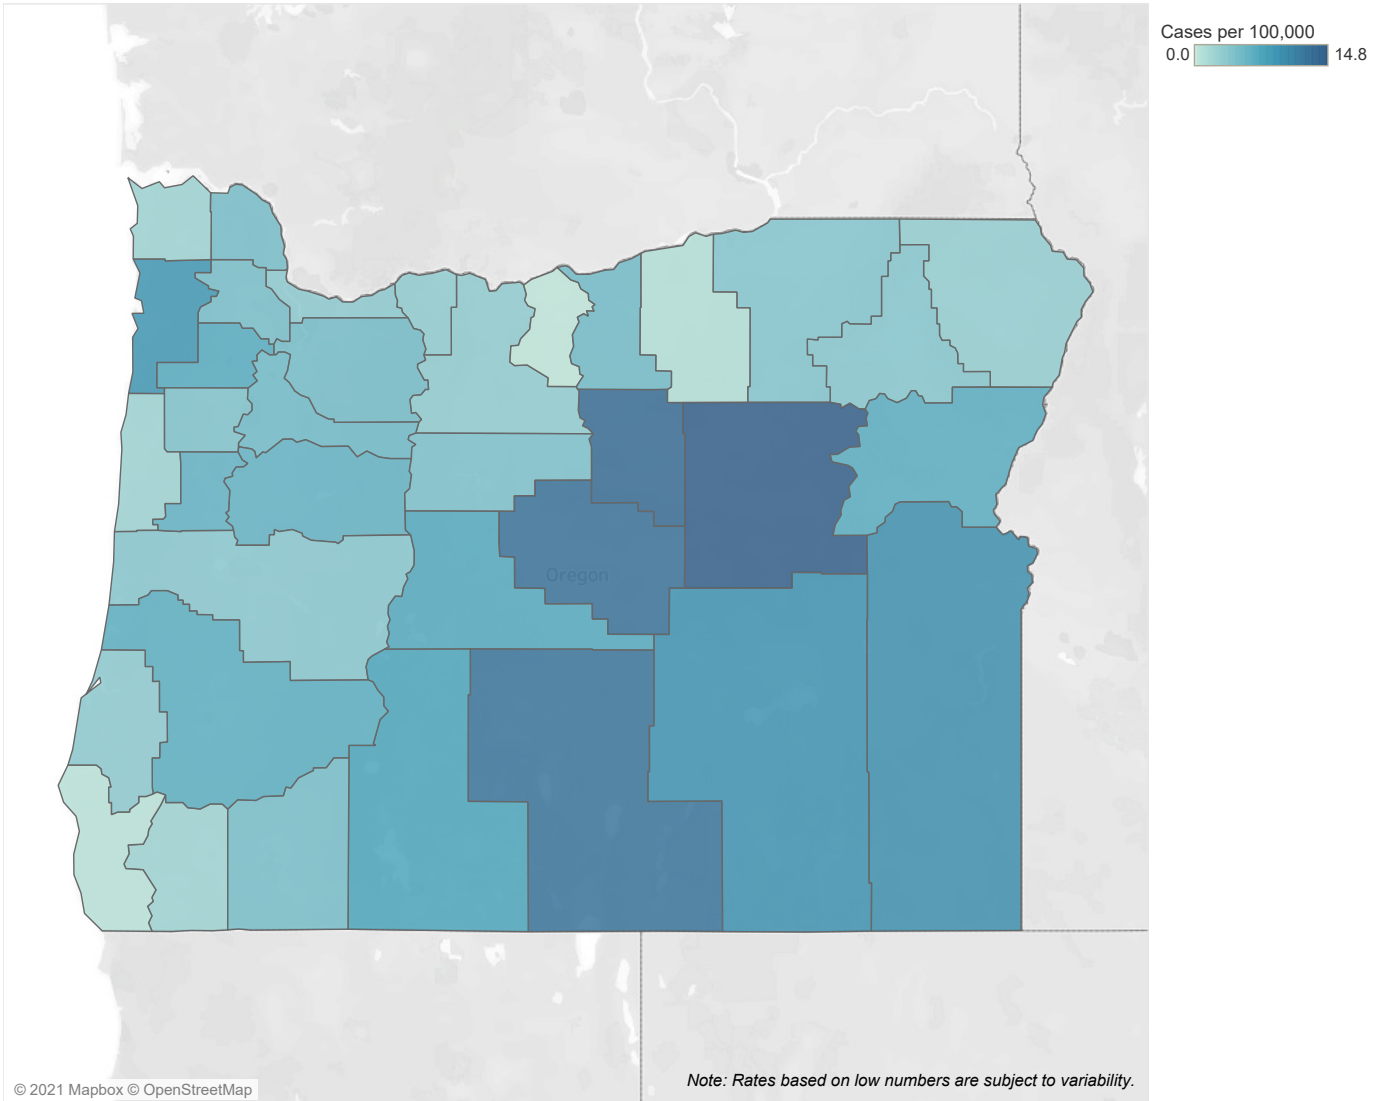 Cases per 100,000
0.0 14.8
Oregon
Note: Rates based on low numbers are subject to variability.
© 2021 Mapbox © OpenStreetMap